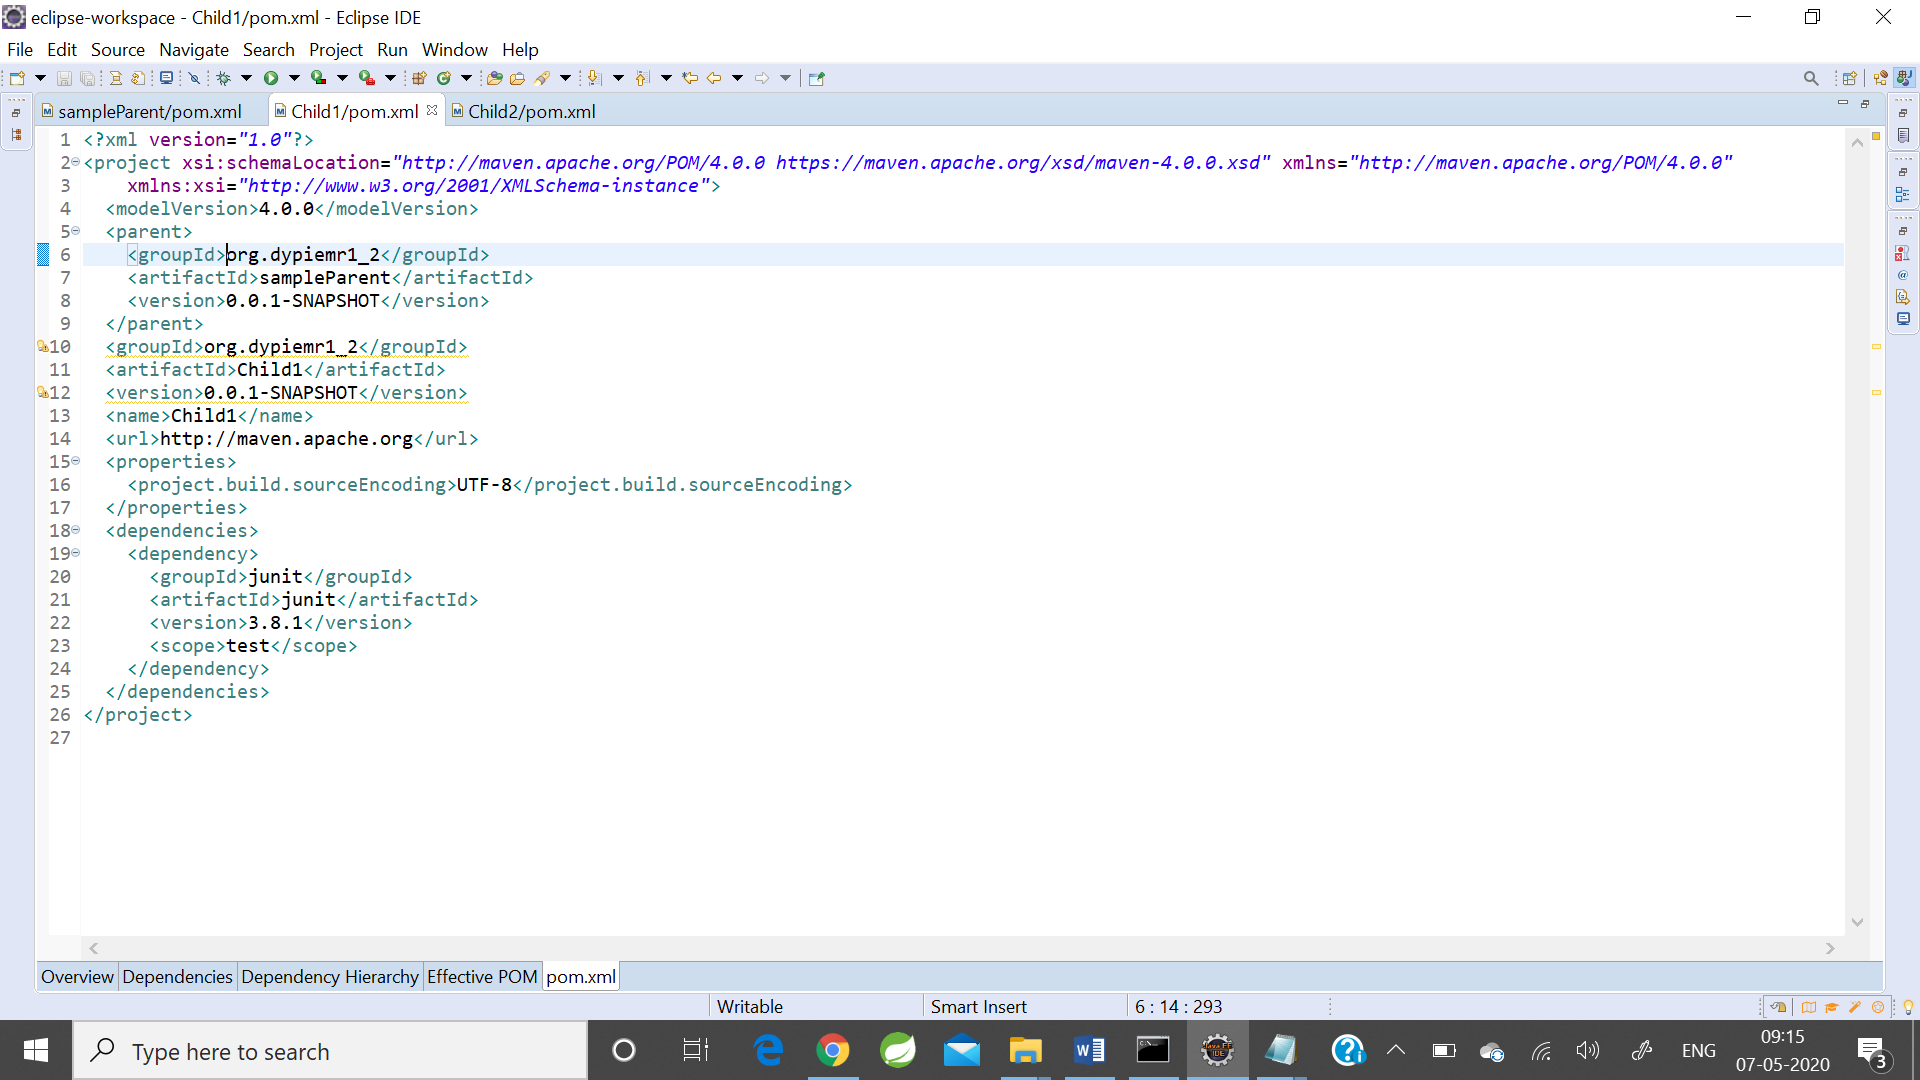 eclipse-workspace - Child1/pom.xml - Eclipse IDE
File Edit Source Navigate Search Project Run Window Help
sampleParent/pom.xml Child1/pom.xml Child2/pom.xml
1 <?xml version="1.0"?>
2 <project xsi:schemaLocation="http://maven.apache.org/POM/4.0.0 https://maven.apache.org/xsd/maven-4.0.0.xsd" xmlns="http://maven.apache.org/POM/4.0.0"
3 xmlns:xsi="http://www.w3.org/2001/XMLSchema-instance">
4 <modelVersion>4.0.0</modelVersion>
5 <parent>
6 <groupId>org.dypiemr1_2</groupId>
7 <artifactId>sampleParent</artifactId>
8 <version>0.0.1-SNAPSHOT</version>
9 </parent>
10 <groupId>org.dypiemr1_2</groupId>
11 <artifactId>Child1</artifactId>
12 <version>0.0.1-SNAPSHOT</version>
13 <name>Child1</name>
14 <url>http://maven.apache.org</url>
15 <properties>
16 <project.build.sourceEncoding>UTF-8</project.build.sourceEncoding>
17 </properties>
18 <dependencies>
19 <dependency>
20 <groupId>junit</groupId>
21 <artifactId>junit</artifactId>
22 <version>3.8.1</version>
23 <scope>test</scope>
24 </dependency>
25 </dependencies>
26 </project>
27
Overview Dependencies Dependency Hierarchy Effective POM pom.xml
Writable Smart Insert 6 : 14 : 293
Type here to search
ENG
09:15
07-05-2020
3